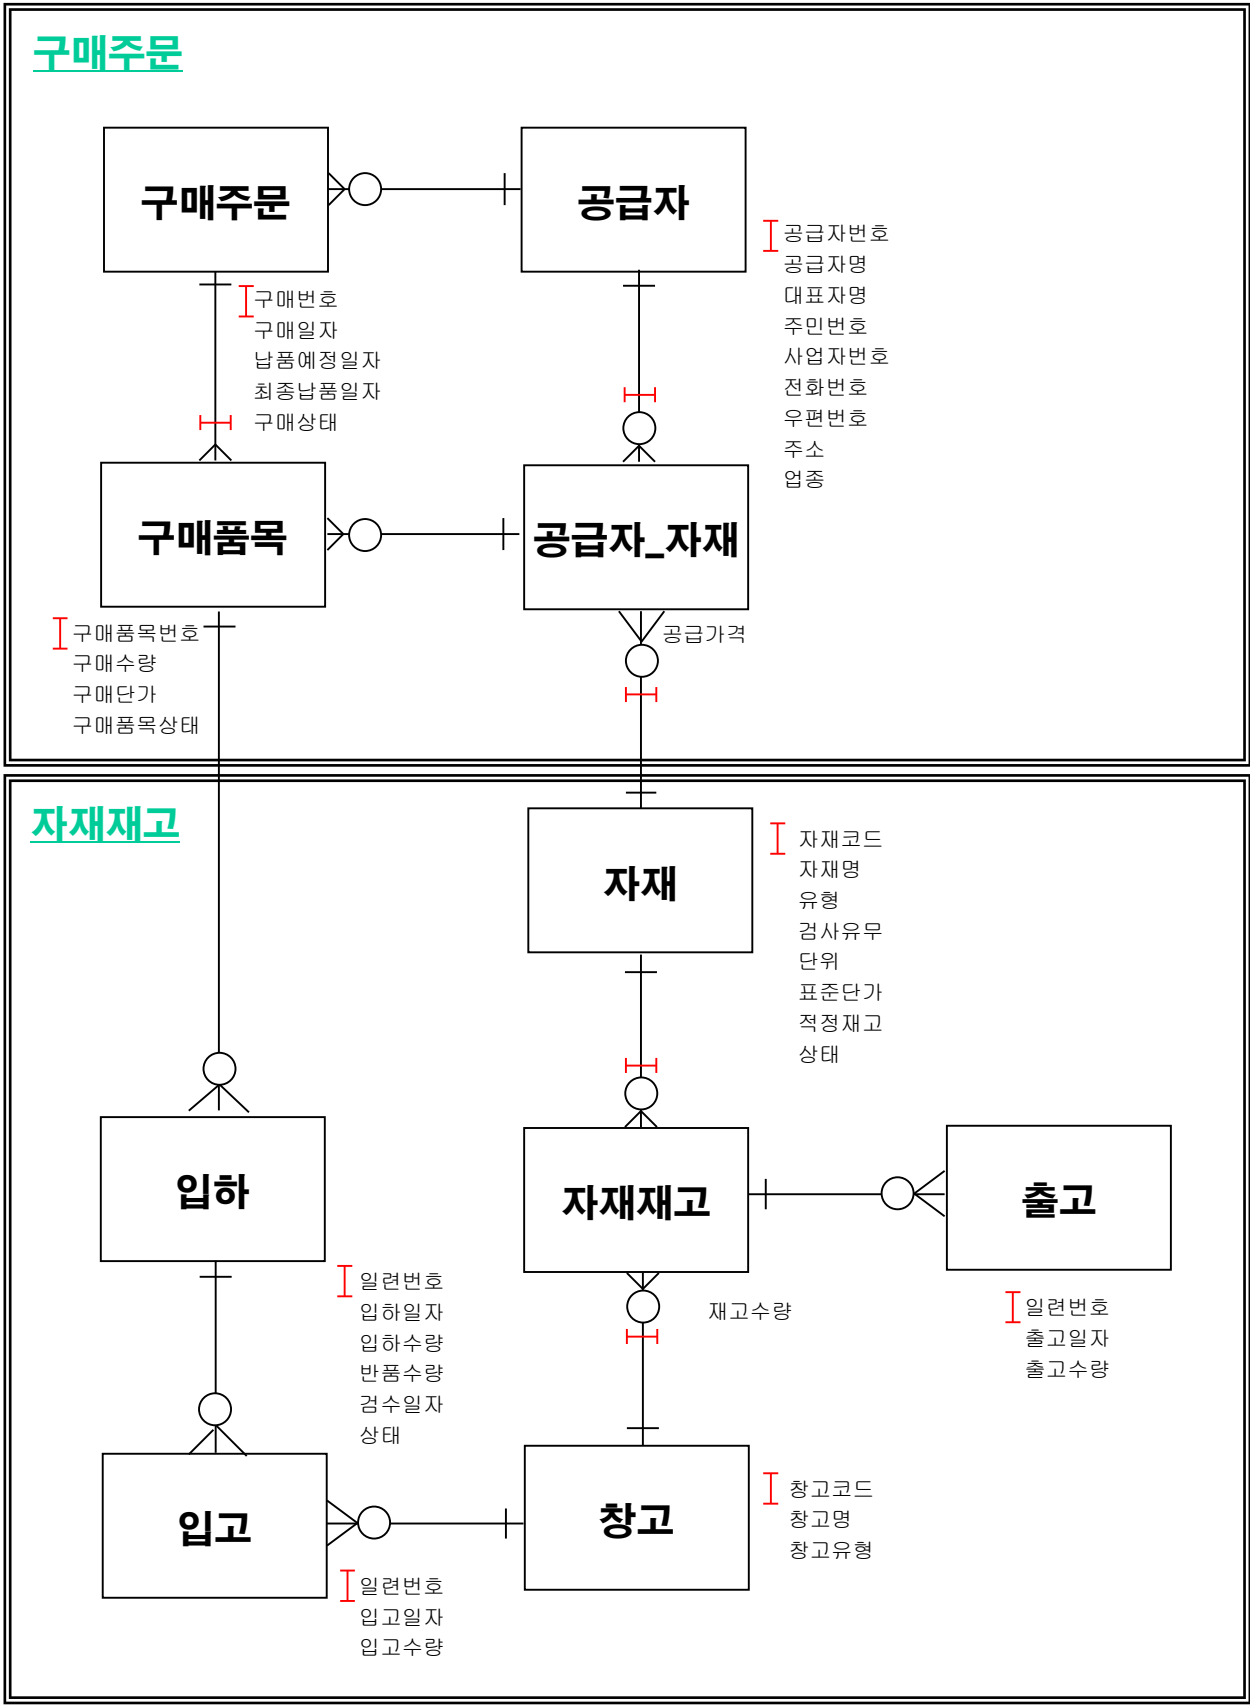 구매주문
구매주문
공급자
공급자번호
공급자명
대표자명
주민번호
사업자번호
전화번호
우편번호
주소
업종
구매번호
구매일자
납품예정일자
최종납품일자
구매상태
구매품목
공급자_자재
구매품목번호
구매수량
구매단가
구매품목상태
공급가격
자재재고
자재
자재코드
자재명
유형
검사유무
단위
표준단가
적정재고
상태
입하
자재재고
출고
일련번호
입하일자
입하수량
반품수량
검수일자
상태
재고수량
일련번호
출고일자
출고수량
입고
창고
창고코드
창고명
창고유형
일련번호
입고일자
입고수량